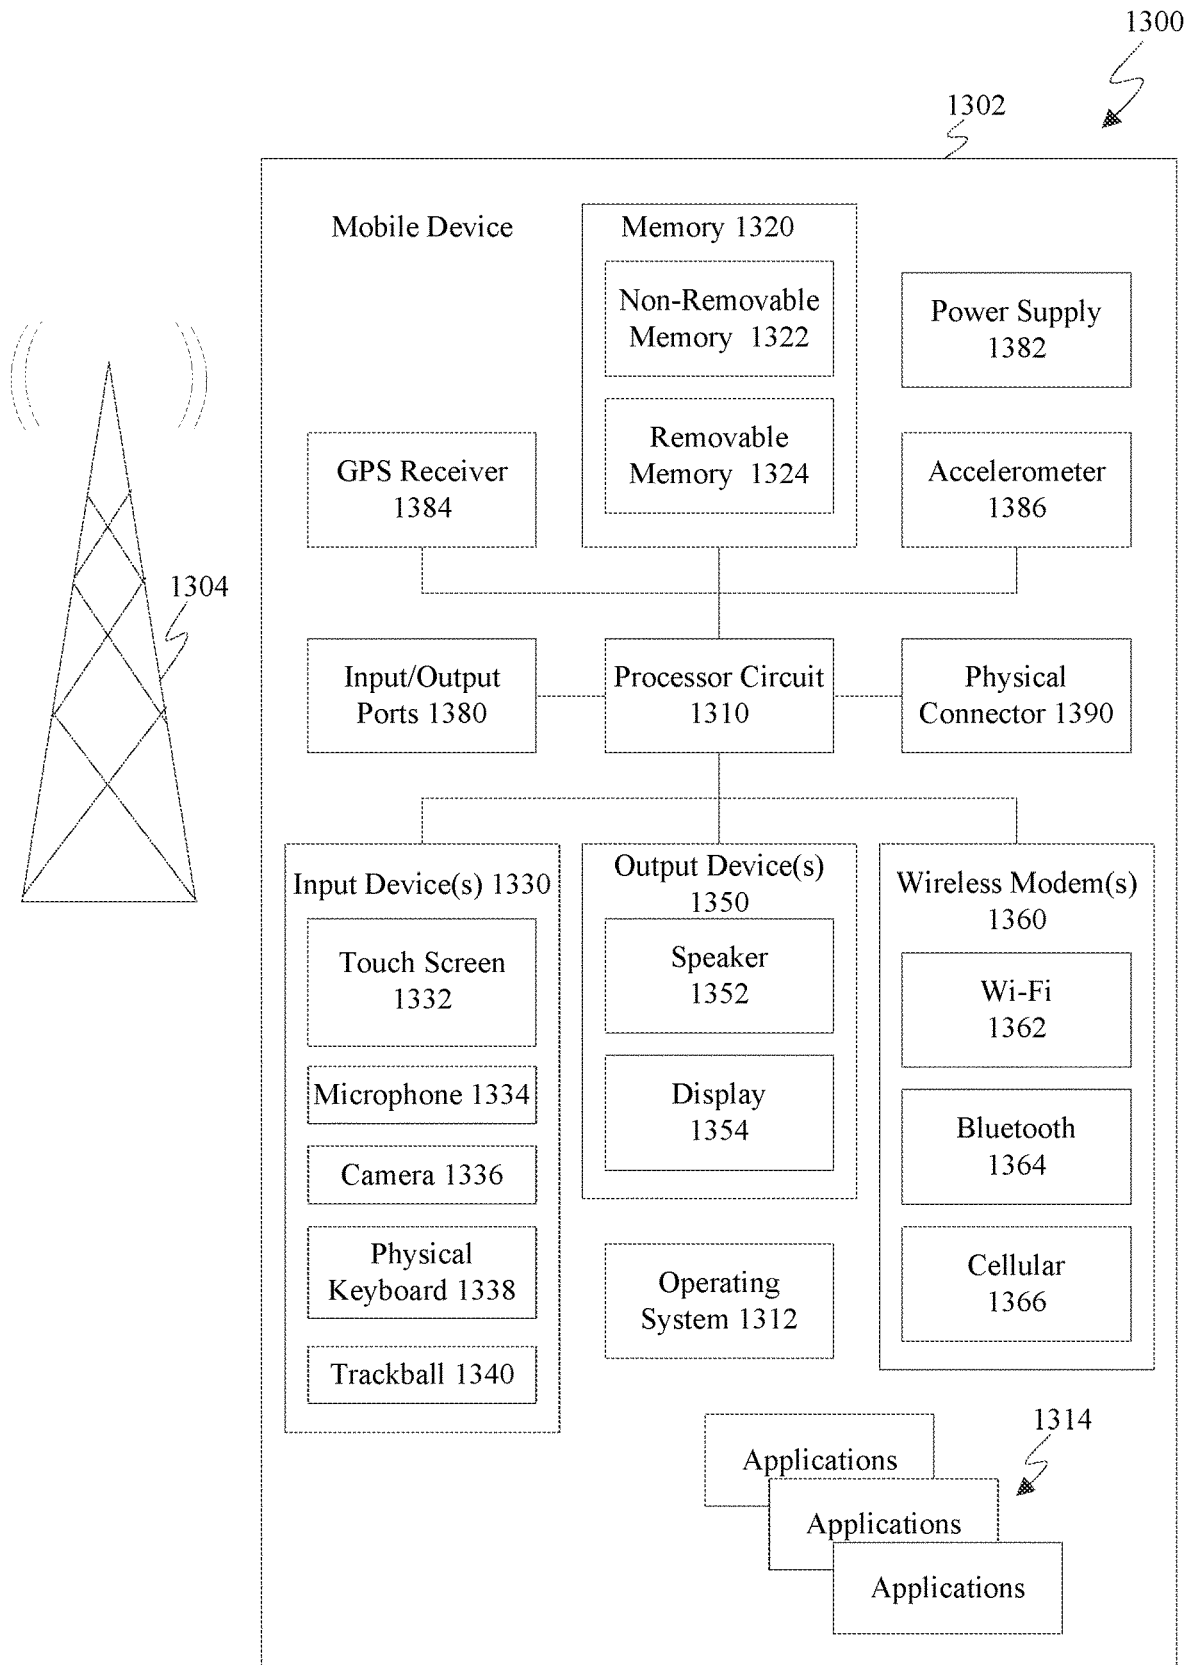 1300
1302
Mobile Device
Memory 1320
Non-Removable
Memory 1322
Power Supply
1382
Removable
Memory 1324
GPS Receiver
1384
Accelerometer
1386
1304
Input/Output
Ports 1380
Processor Circuit
1310
Physical
Connector 1390
Input Device(s) 1330
Touch Screen
1332
Microphone 1334
Camera 1336
Physical
Keyboard 1338
Trackball 1340
Output Device(s)
1350
Speaker
1352
Display
1354
Operating
System 1312
Wireless Modem(s)
1360
Wi-Fi
1362
Bluetooth
1364
Cellular
1366
1314
Applications
Applications
Applications